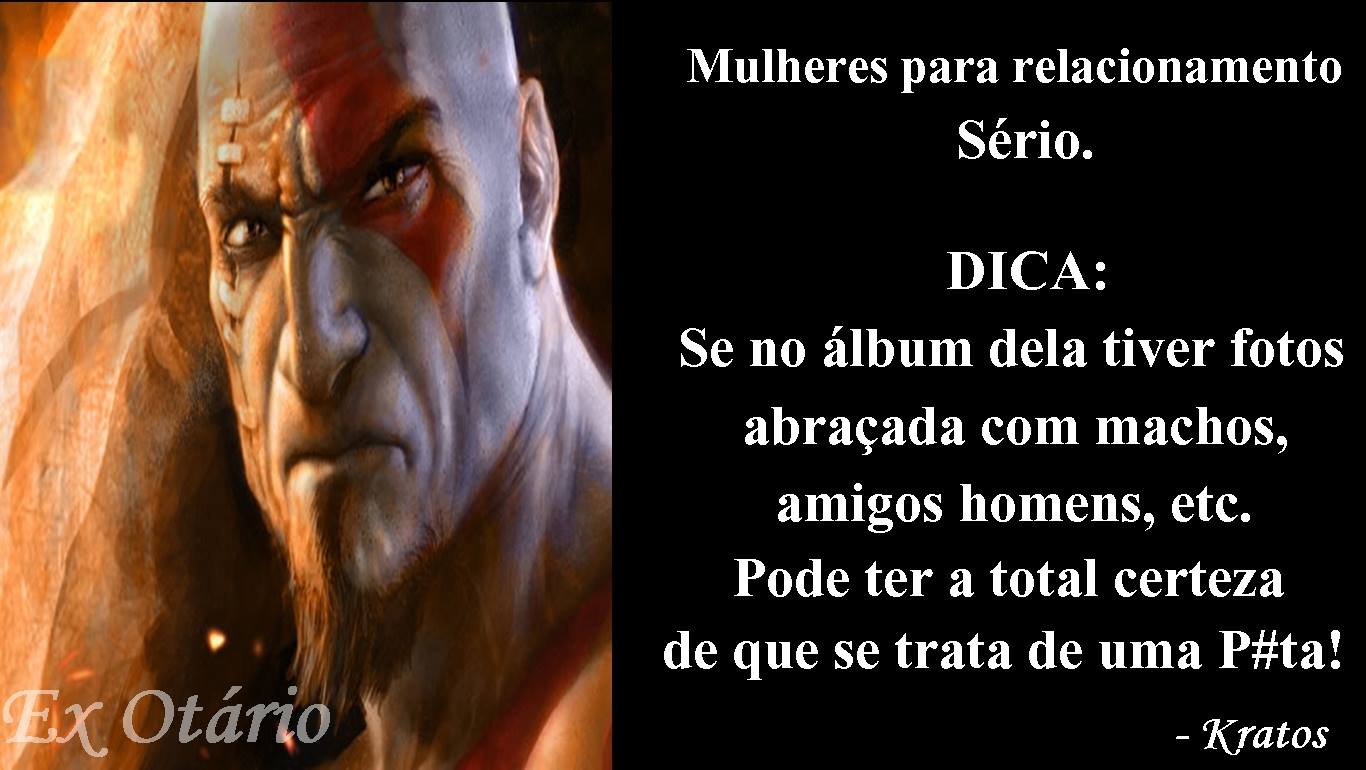 Mulheres para relacionamento
Sério.
DICA:
Se no álbum dela tiver fotos
abraçada com machos,
amigos homens, etc.
Pode ter a total certeza
de que se trata de uma P#ta!
- Kratos
Ex Otário